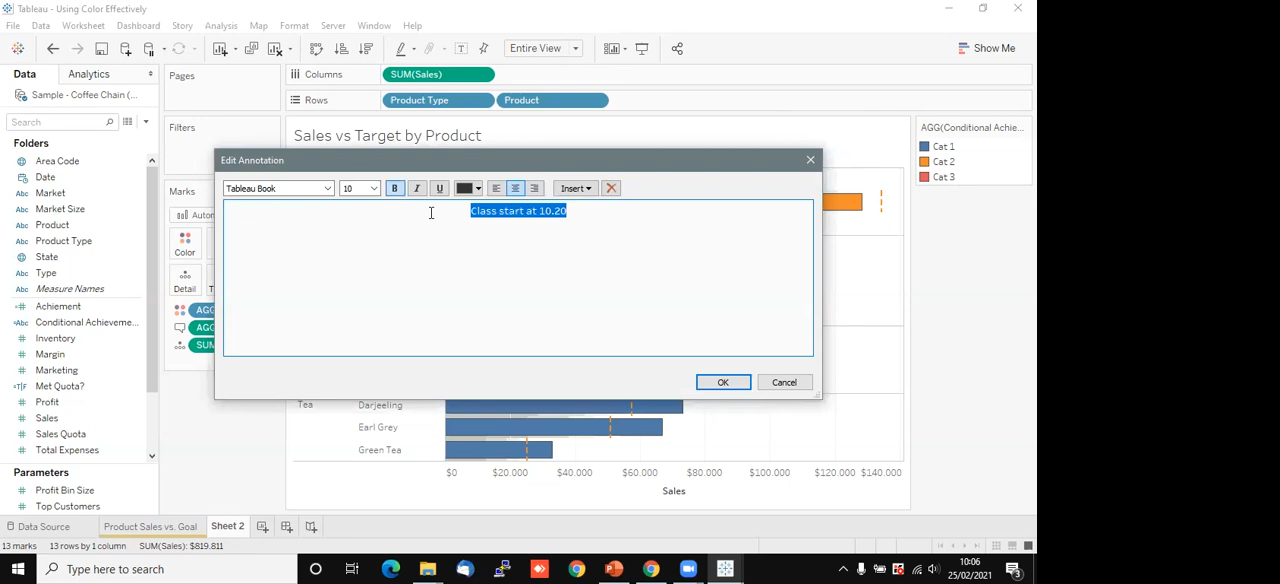 Tableau - Using Color Effectively
File Data Worksheet Dashboard Story Analysis Map Format Server Window Help
Entire View
Show Me
Data Analytics
Pages
Columns SUM(Sales)
Sample - Coffee Chain (...
Rows Product Type Product
Search
Filters
Sales vs Target by Product
AGG(Conditional Achie...
Folders
Cat 1
Cat 2
Cat 3
Area Code
Date
Market
Market Size
Product
Product Type
State
Type
Measure Names
Achiement
Conditional Achieveme...
Inventory
Margin
Marketing
Met Quota?
Profit
Sales
Sales Quota
Total Expenses
Parameters
Profit Bin Size
Top Customers
Marks
Color
Detail
AGG
AGG
SUM
Edit Annotation
Tableau Book 10 B I U Insert
Class start at 10.20
OK Cancel
Tea Darjeeling
Earl Grey
Green Tea
$0 $20.000 $40.000 $60.000 $80.000 $100.000 $120.000 $140.000
Sales
Data Source Product Sales vs. Goal Sheet 2
13 marks 13 rows by 1 column SUM(Sales): $819.811
Type here to search
10:06
25/02/2021
3